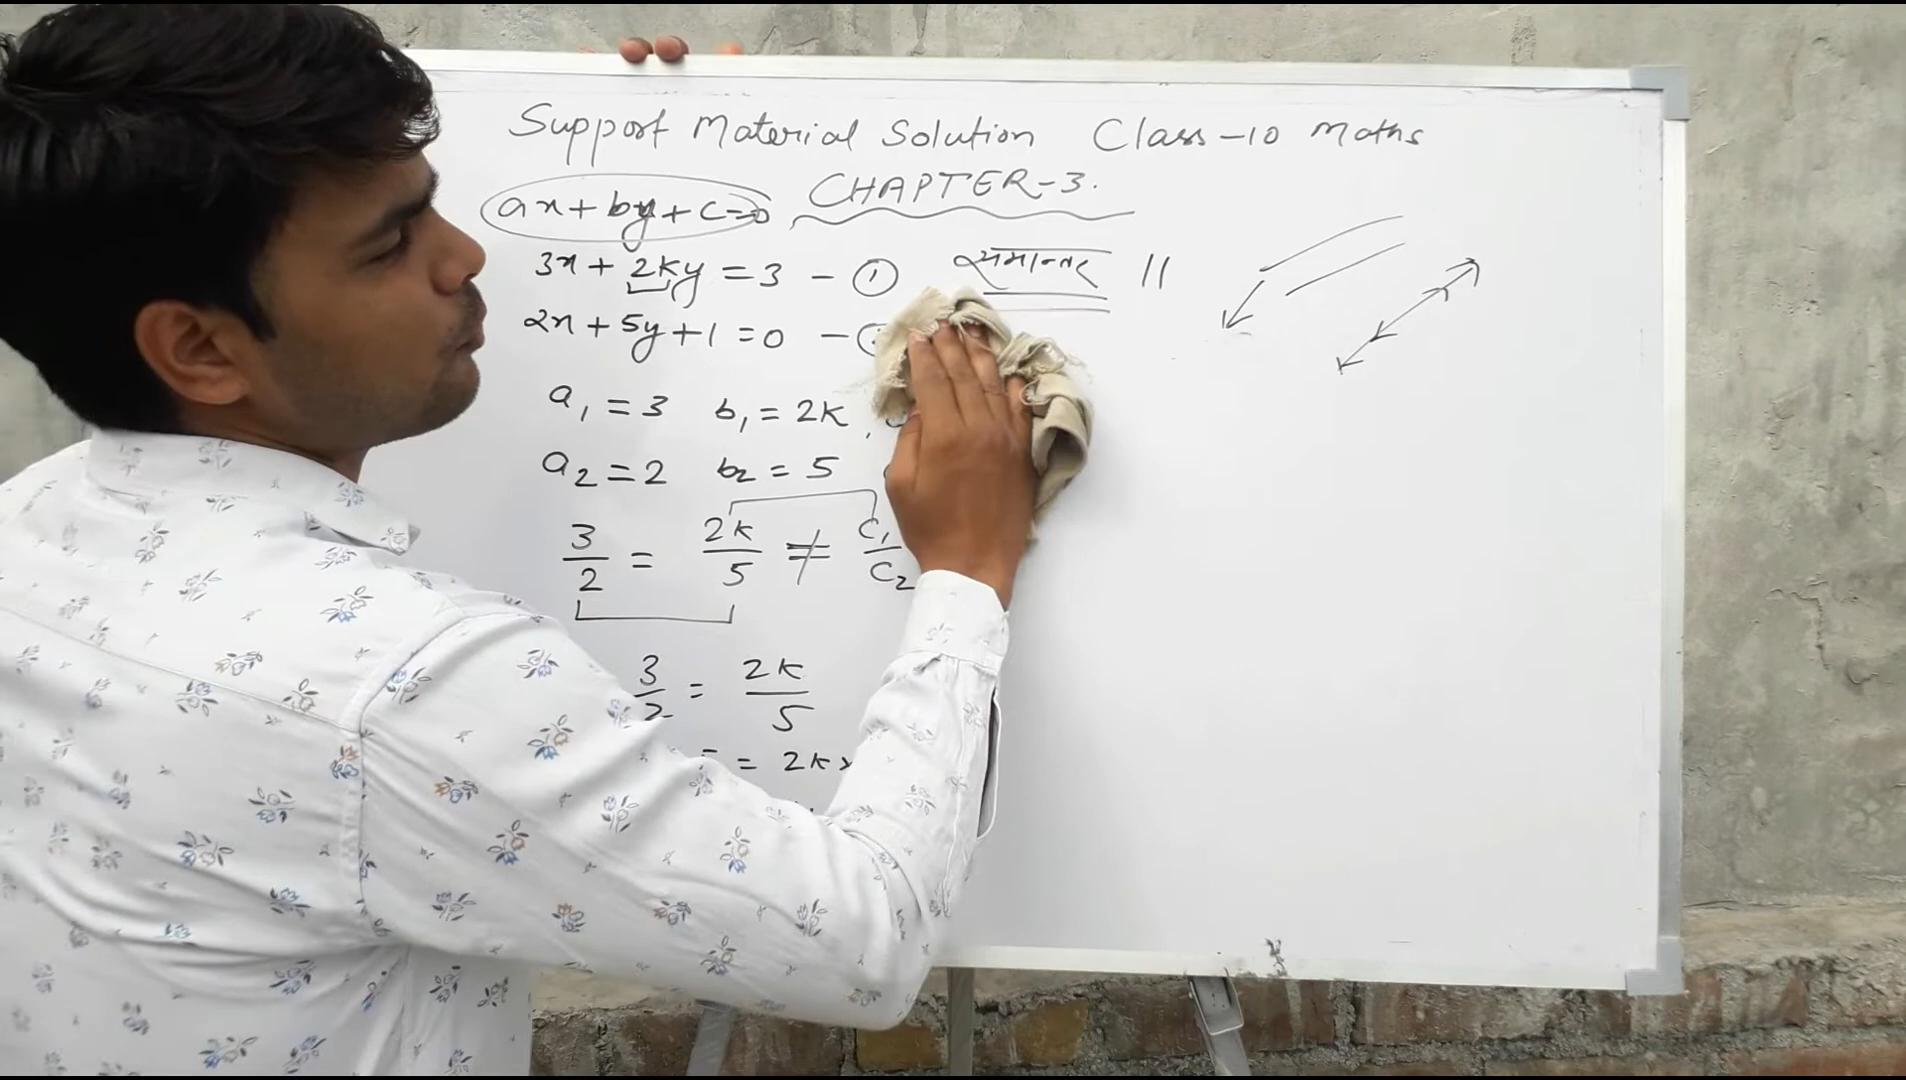 Support Material Solution Class-10 Maths
CHAPTER-3.
ax+by+c=0
3x + 2ky = 3 - ① समान्तर ||
2x + 5y + 1 = 0 -
a₁ = 3 b₁ = 2k ,
a₂ = 2 b₂ = 5
3/2 = 2k/5 ≠ c₁/c₂
3/2 = 2k/5
= 2k×